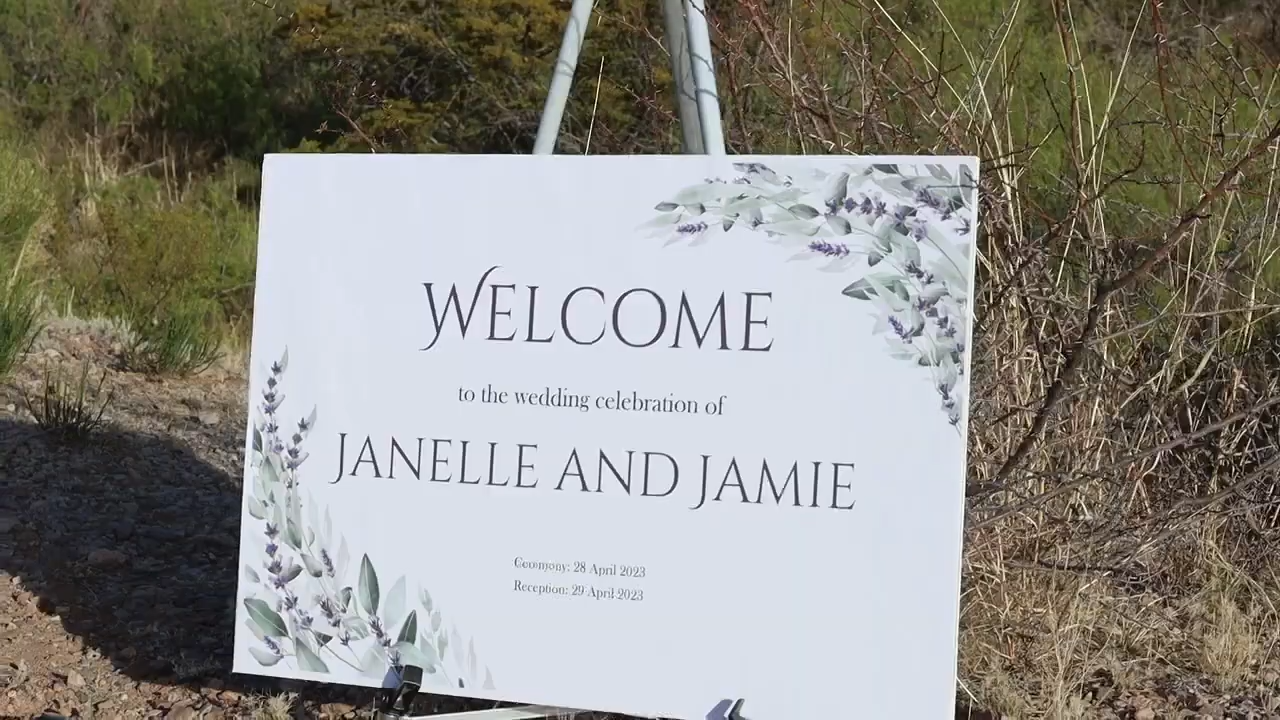 WELCOME
to the wedding celebration of
JANELLE AND JAMIE
Ceremony: 28 April 2023
Reception: 29 April 2023